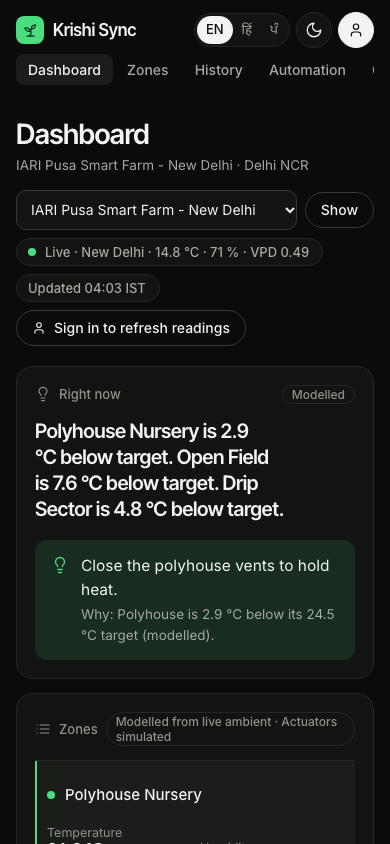 Krishi Sync
EN हिं ਪੰ
Dashboard Zones History Automation
Dashboard
IARI Pusa Smart Farm - New Delhi · Delhi NCR
IARI Pusa Smart Farm - New Delhi Show
Live · New Delhi · 14.8 °C · 71 % · VPD 0.49
Updated 04:03 IST
Sign in to refresh readings
Right now Modelled
Polyhouse Nursery is 2.9
°C below target. Open Field
is 7.6 °C below target. Drip
Sector is 4.8 °C below target.
Close the polyhouse vents to hold
heat.
Why: Polyhouse is 2.9 °C below its 24.5
°C target (modelled).
Zones Modelled from live ambient · Actuators
simulated
Polyhouse Nursery
Temperature